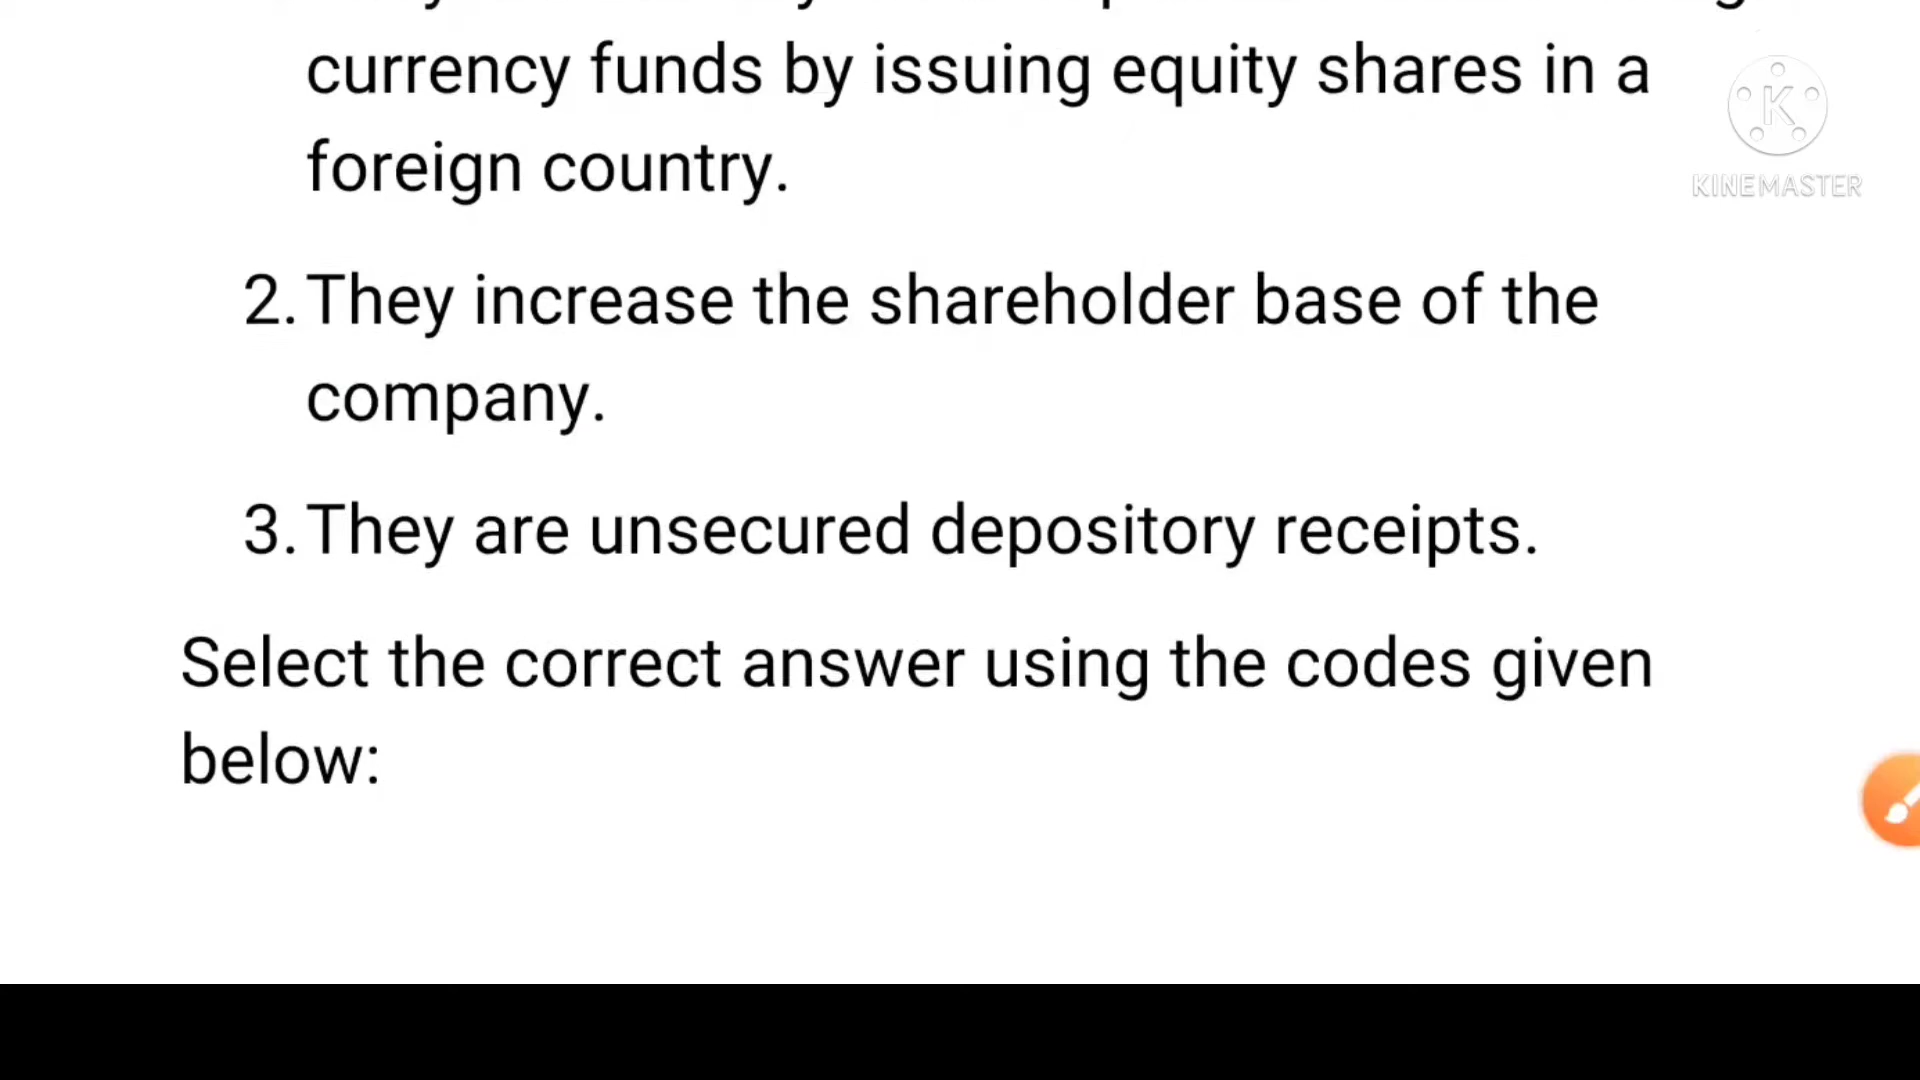 currency funds by issuing equity shares in a
foreign country.
2. They increase the shareholder base of the
company.
3. They are unsecured depository receipts.
Select the correct answer using the codes given
below:
K
KINEMASTER